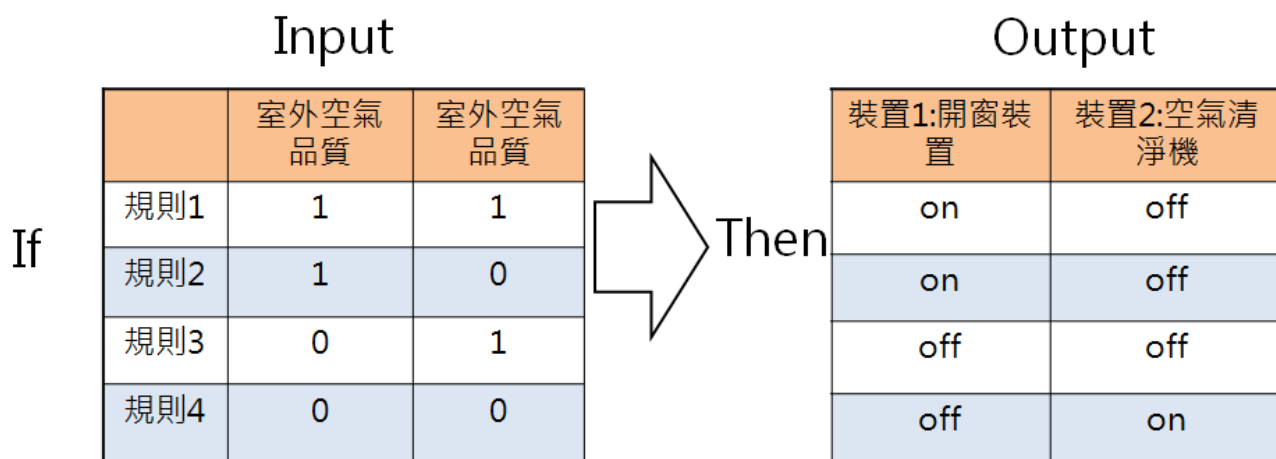 Input
Output
室外空氣
品質
室外空氣
品質
裝置1:開窗裝
置
裝置2:空氣清
淨機
If
Then
規則1 1 1 on off
規則2 1 0 on off
規則3 0 1 off off
規則4 0 0 off on